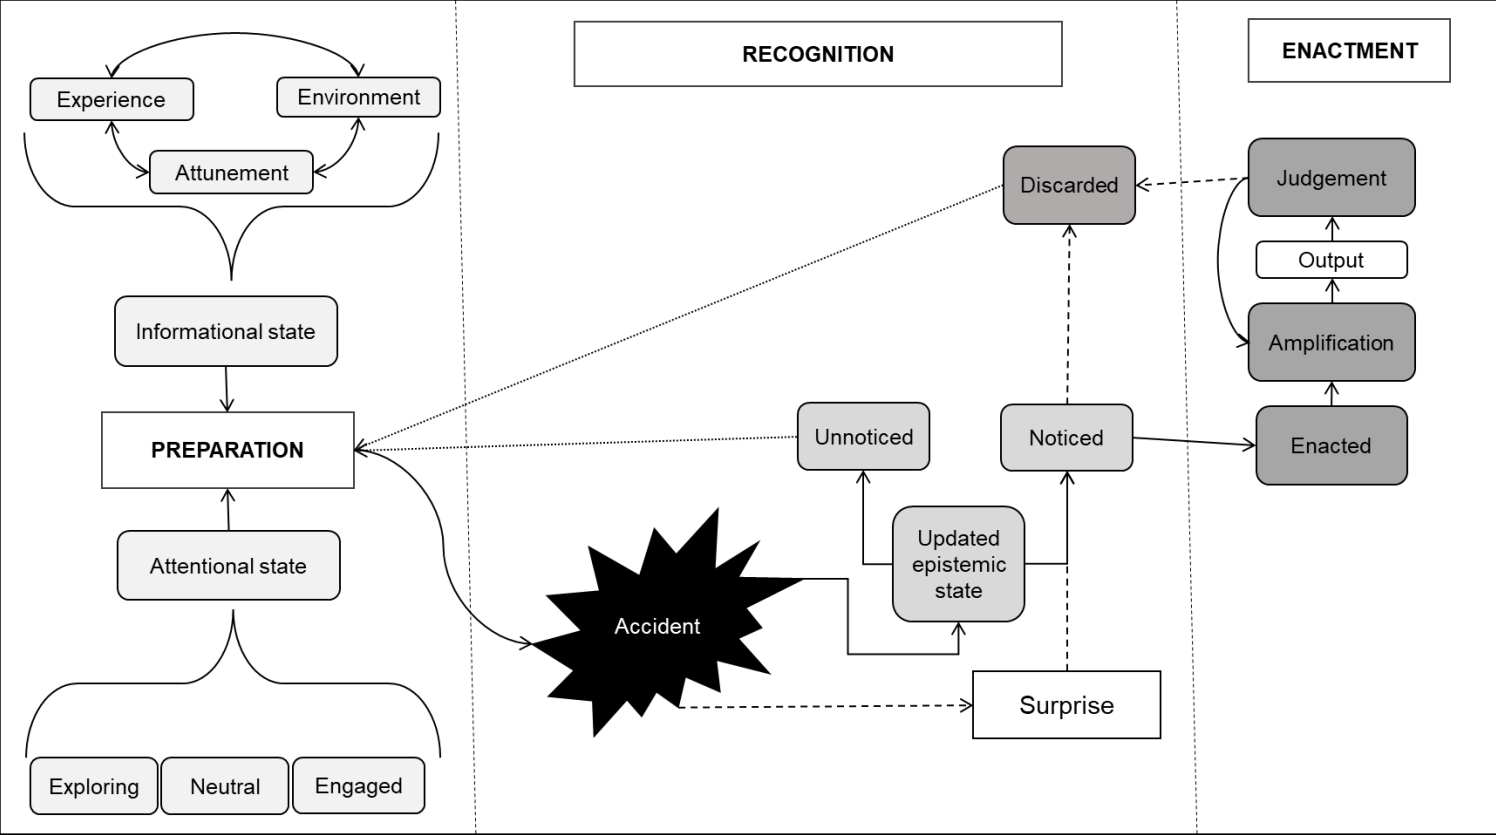 RECOGNITION
ENACTMENT
Experience
Environment
Attunement
Informational state
PREPARATION
Attentional state
Exploring
Neutral
Engaged
Accident
Unnoticed
Updated
epistemic
state
Noticed
Surprise
Discarded
Judgement
Output
Amplification
Enacted